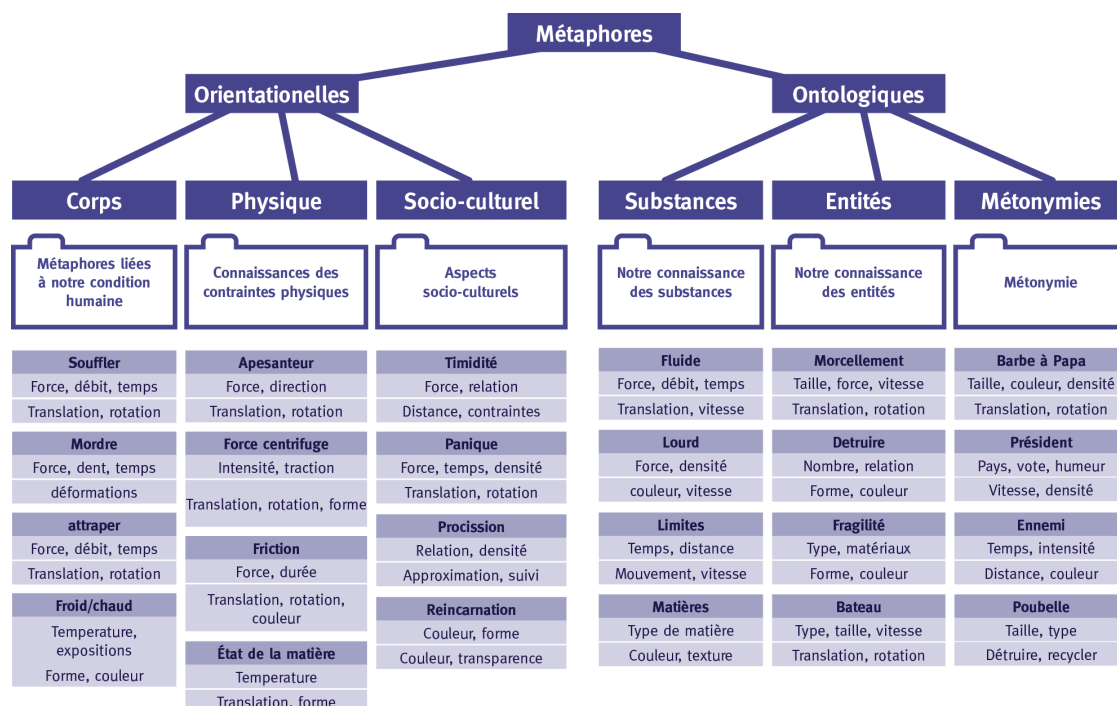 Métaphores
Orientationelles
Ontologiques
Corps
Physique
Socio-culturel
Substances
Entités
Métonymies
Métaphores liées
à notre condition
humaine
Connaissances des
contraintes physiques
Aspects
socio-culturels
Notre connaissance
des substances
Notre connaissance
des entités
Métonymie
Souffler
Force, débit, temps
Translation, rotation
Mordre
Force, dent, temps
déformations
attraper
Force, débit, temps
Translation, rotation
Froid/chaud
Temperature,
expositions
Forme, couleur
Apesanteur
Force, direction
Translation, rotation
Force centrifuge
Intensité, traction
Translation, rotation, forme
Friction
Force, durée
Translation, rotation,
couleur
État de la matière
Temperature
Translation, forme
Timidité
Force, relation
Distance, contraintes
Panique
Force, temps, densité
Translation, rotation
Procission
Relation, densité
Approximation, suivi
Reincarnation
Couleur, forme
Couleur, transparence
Fluide
Force, débit, temps
Translation, vitesse
Lourd
Force, densité
couleur, vitesse
Limites
Temps, distance
Mouvement, vitesse
Matières
Type de matière
Couleur, texture
Morcellement
Taille, force, vitesse
Translation, rotation
Detruire
Nombre, relation
Forme, couleur
Fragilité
Type, matériaux
Forme, couleur
Bateau
Type, taille, vitesse
Translation, rotation
Barbe à Papa
Taille, couleur, densité
Translation, rotation
Président
Pays, vote, humeur
Vitesse, densité
Ennemi
Temps, intensité
Distance, couleur
Poubelle
Taille, type
Détruire, recycler